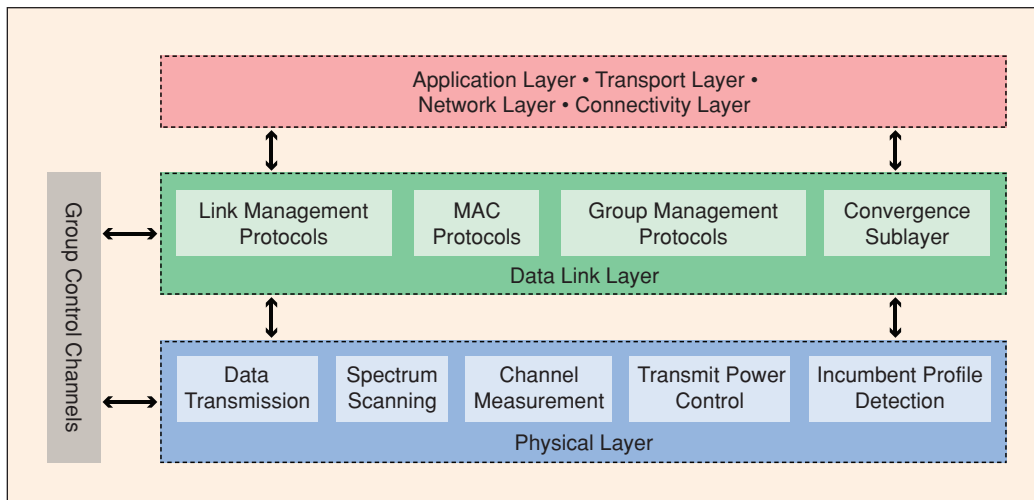 Application Layer • Transport Layer •
Network Layer • Connectivity Layer
Group Control Channels
Link Management
Protocols
MAC
Protocols
Group Management
Protocols
Convergence
Sublayer
Data Link Layer
Data
Transmission
Spectrum
Scanning
Channel
Measurement
Transmit Power
Control
Incumbent Profile
Detection
Physical Layer